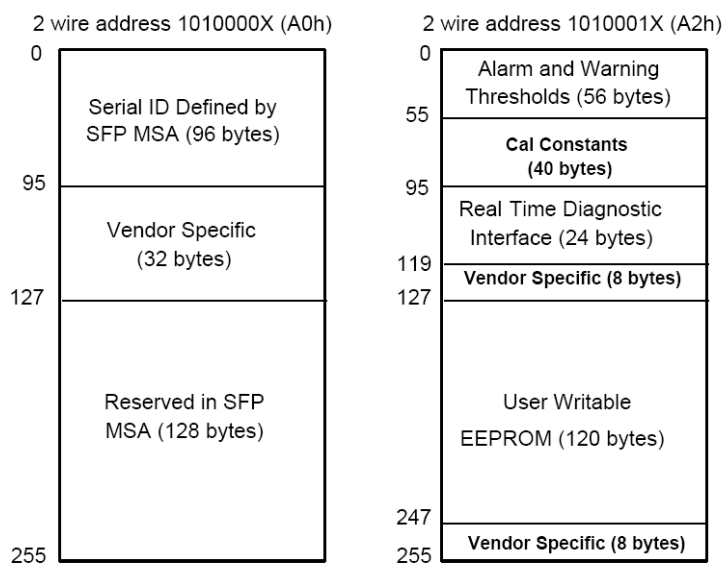 2 wire address 1010000X (A0h)
0
Serial ID Defined by
SFP MSA (96 bytes)
95
Vendor Specific
(32 bytes)
127
Reserved in SFP
MSA (128 bytes)
255
2 wire address 1010001X (A2h)
0
Alarm and Warning
Thresholds (56 bytes)
55
Cal Constants
(40 bytes)
95
Real Time Diagnostic
Interface (24 bytes)
119
Vendor Specific (8 bytes)
127
User Writable
EEPROM (120 bytes)
247
Vendor Specific (8 bytes)
255